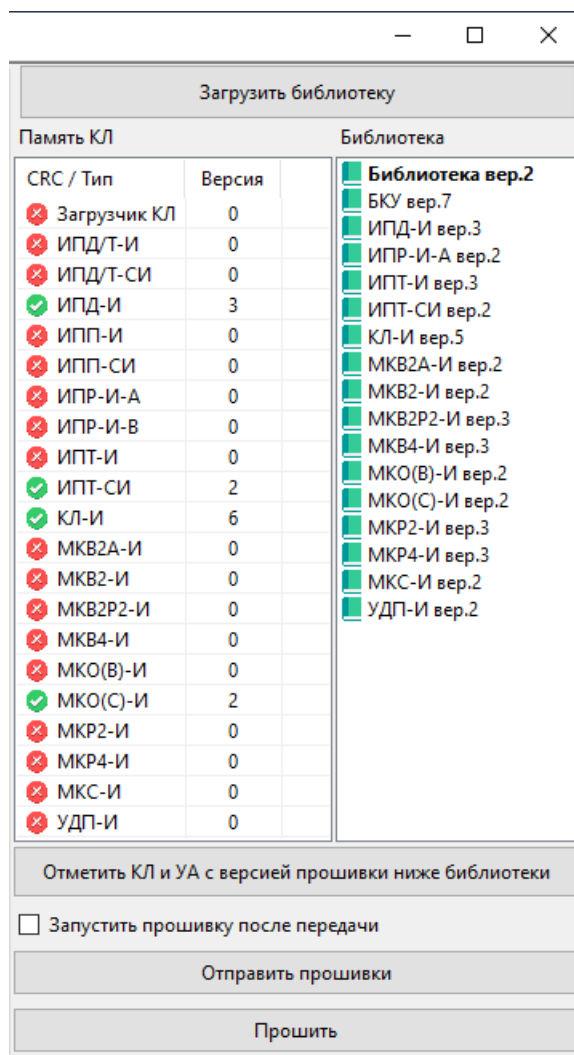 Загрузить библиотеку
Память КЛ
CRC / Тип Версия
Загрузчик КЛ 0
ИПД/Т-И 0
ИПД/Т-СИ 0
ИПД-И 3
ИПП-И 0
ИПП-СИ 0
ИПР-И-А 0
ИПР-И-В 0
ИПТ-И 0
ИПТ-СИ 2
КЛ-И 6
МКВ2А-И 0
МКВ2-И 0
МКВ2Р2-И 0
МКВ4-И 0
МКО(В)-И 0
МКО(С)-И 2
МКР2-И 0
МКР4-И 0
МКС-И 0
УДП-И 0
Библиотека
Библиотека вер.2
БКУ вер.7
ИПД-И вер.3
ИПР-И-А вер.2
ИПТ-И вер.3
ИПТ-СИ вер.2
КЛ-И вер.5
МКВ2А-И вер.2
МКВ2-И вер.2
МКВ2Р2-И вер.3
МКВ4-И вер.3
МКО(В)-И вер.2
МКО(С)-И вер.2
МКР2-И вер.3
МКР4-И вер.3
МКС-И вер.2
УДП-И вер.2
Отметить КЛ и УА с версией прошивки ниже библиотеки
Запустить прошивку после передачи
Отправить прошивки
Прошить